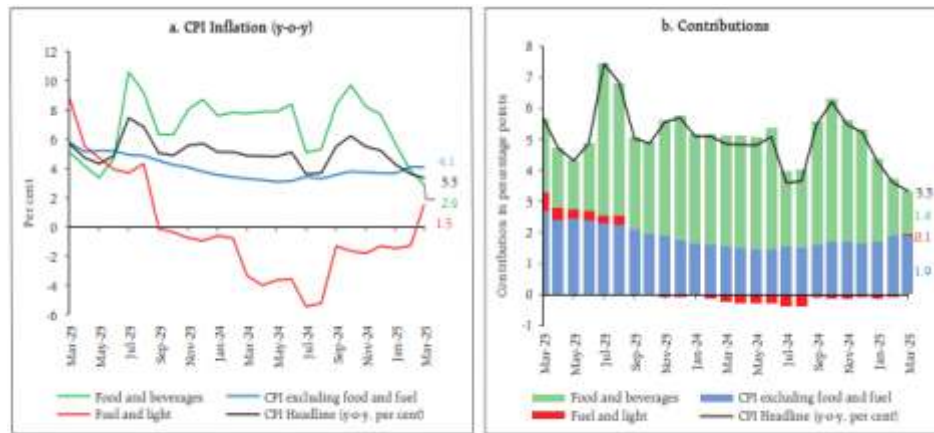 a. CPI Inflation (y-o-y)
Per cent
12
10
8
6
4
2
0
-2
-4
-6
4.1
3.3
2.9
1.5
Mar-23
May-23
Jul-23
Sep-23
Nov-23
Jan-24
Mar-24
May-24
Jul-24
Sep-24
Nov-24
Jan-25
Mar-25
Food and beverages
CPI excluding food and fuel
Fuel and light
CPI Headline (y-o-y, per cent)
b. Contributions
Contribution in percentage points
8
7
6
5
4
3
2
1
0
-1
3.3
1.4
0.1
1.9
Mar-23
May-23
Jul-23
Sep-23
Nov-23
Jan-24
Mar-24
May-24
Jul-24
Sep-24
Nov-24
Jan-25
Mar-25
Food and beverages
CPI excluding food and fuel
Fuel and light
CPI Headline (y-o-y, per cent)